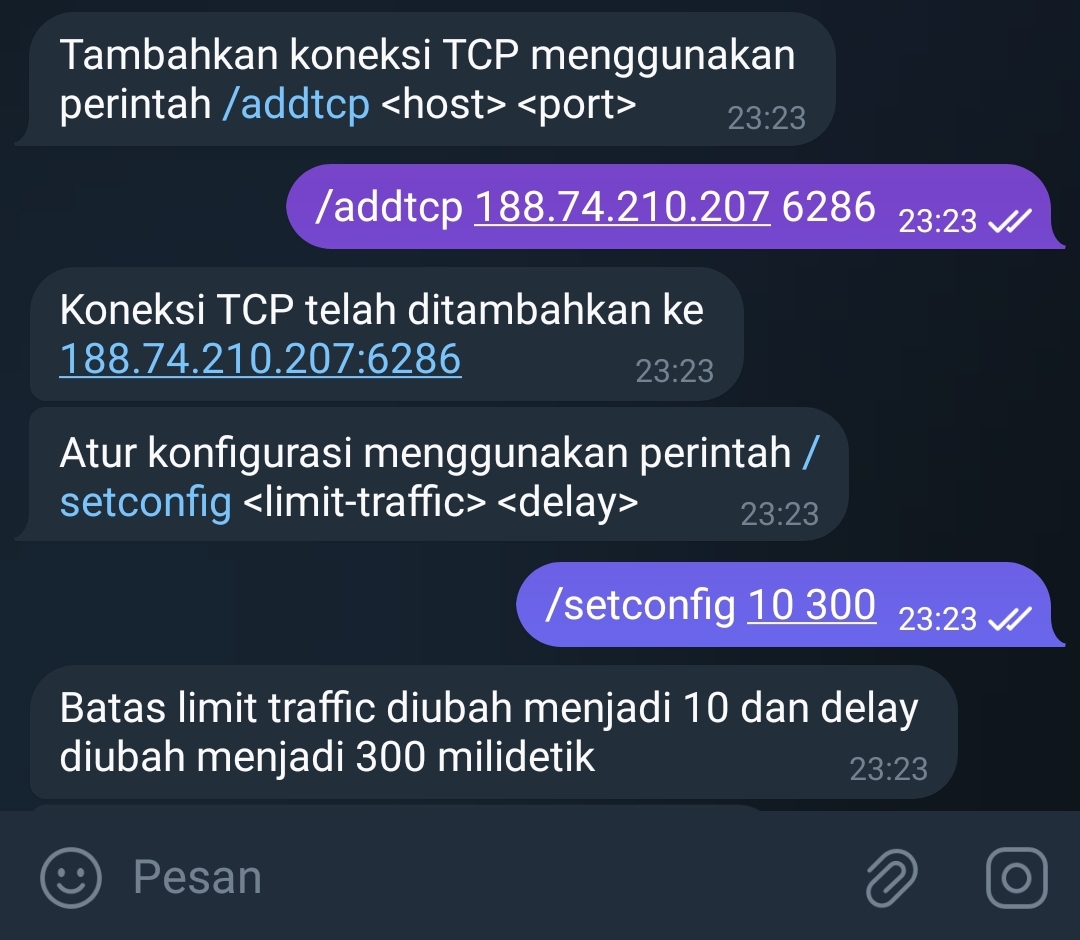 Tambahkan koneksi TCP menggunakan
perintah /addtcp <host> <port>
23:23
/addtcp 188.74.210.207 6286 23:23
Koneksi TCP telah ditambahkan ke
188.74.210.207:6286
23:23
Atur konfigurasi menggunakan perintah /
setconfig <limit-traffic> <delay>
23:23
/setconfig 10 300 23:23
Batas limit traffic diubah menjadi 10 dan delay
diubah menjadi 300 milidetik
23:23
Pesan